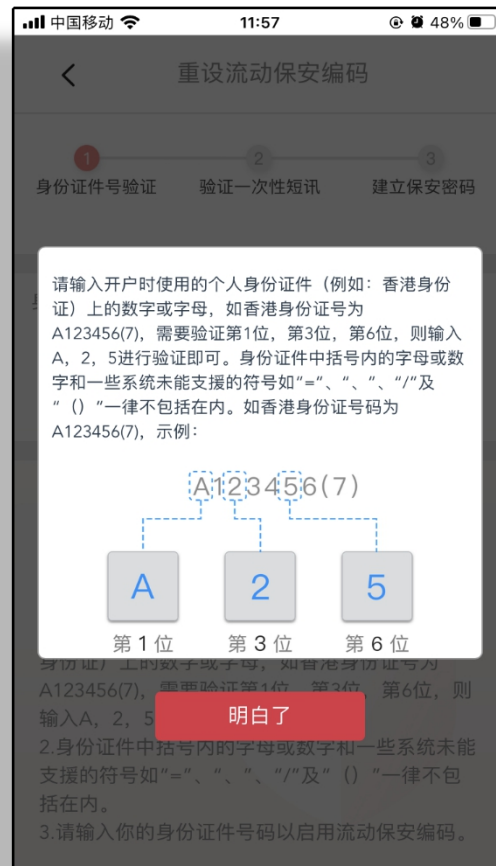 中国移动
11:57
48%
重设流动保安编码
1
2
3
身份证件号验证
验证一次性短讯
建立保安密码
请输入开户时使用的个人身份证件（例如：香港身份
证）上的数字或字母，如香港身份证号为
A123456(7)，需要验证第1位，第3位，第6位，则输入
A，2，5进行验证即可。身份证件中括号内的字母或数
字和一些系统未能支援的符号如“=”、“、”、“/”及
“（）”一律不包括在内。如香港身份证号码为
A123456(7)，示例：
A123456(7)
A
2
5
第 1 位
第 3 位
第 6 位
身份证）上的数字或字母，如香港身份证号为
A123456(7)，需要验证第1位，第3位，第6位，则
输入A，2，5
明白了
2.身份证件中括号内的字母或数字和一些系统未能
支援的符号如“=”、“、”、“/”及“（）”一律不包
括在内。
3.请输入你的身份证件号码以启用流动保安编码。